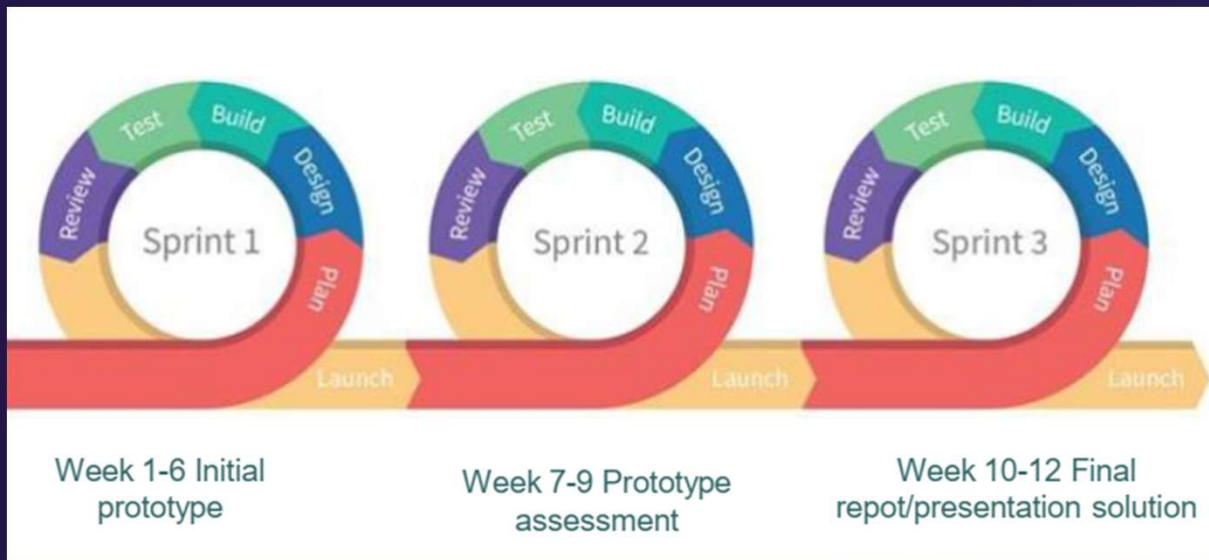 Test
Build
Design
Review
Sprint 1
Plan
Launch
Week 1-6 Initial
prototype
Test
Build
Design
Review
Sprint 2
Plan
Launch
Week 7-9 Prototype
assessment
Test
Build
Design
Review
Sprint 3
Plan
Launch
Week 10-12 Final
repot/presentation solution